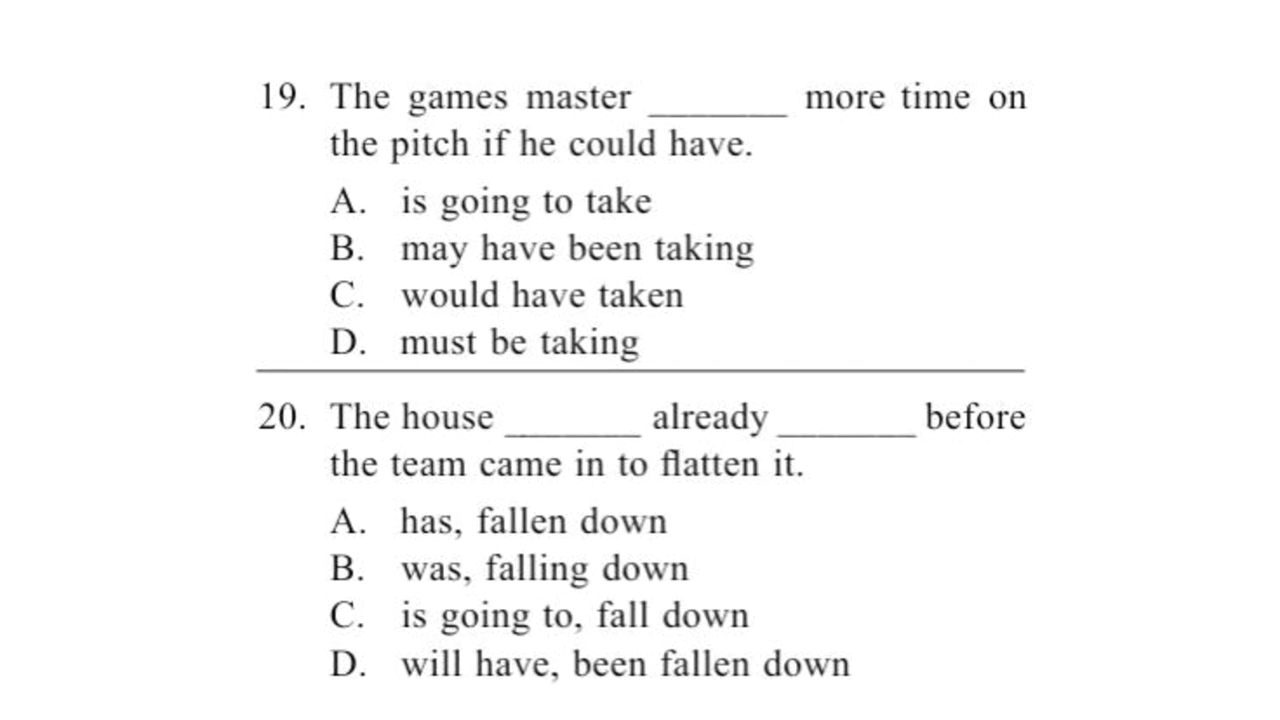 19. The games master _______ more time on
the pitch if he could have.
A. is going to take
B. may have been taking
C. would have taken
D. must be taking
20. The house _______ already _______ before
the team came in to flatten it.
A. has, fallen down
B. was, falling down
C. is going to, fall down
D. will have, been fallen down